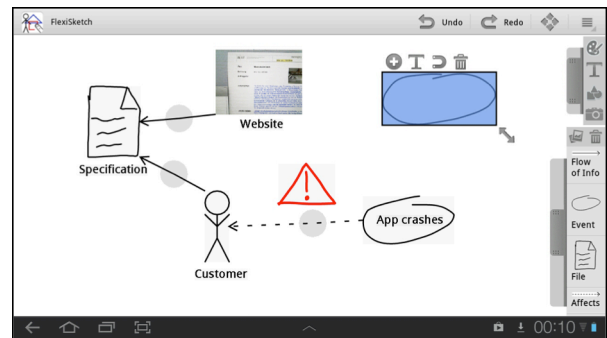 FlexiSketch
Undo
Redo
Website
Specification
App crashes
Customer
Flow
of Info
Event
File
Affects
00:10